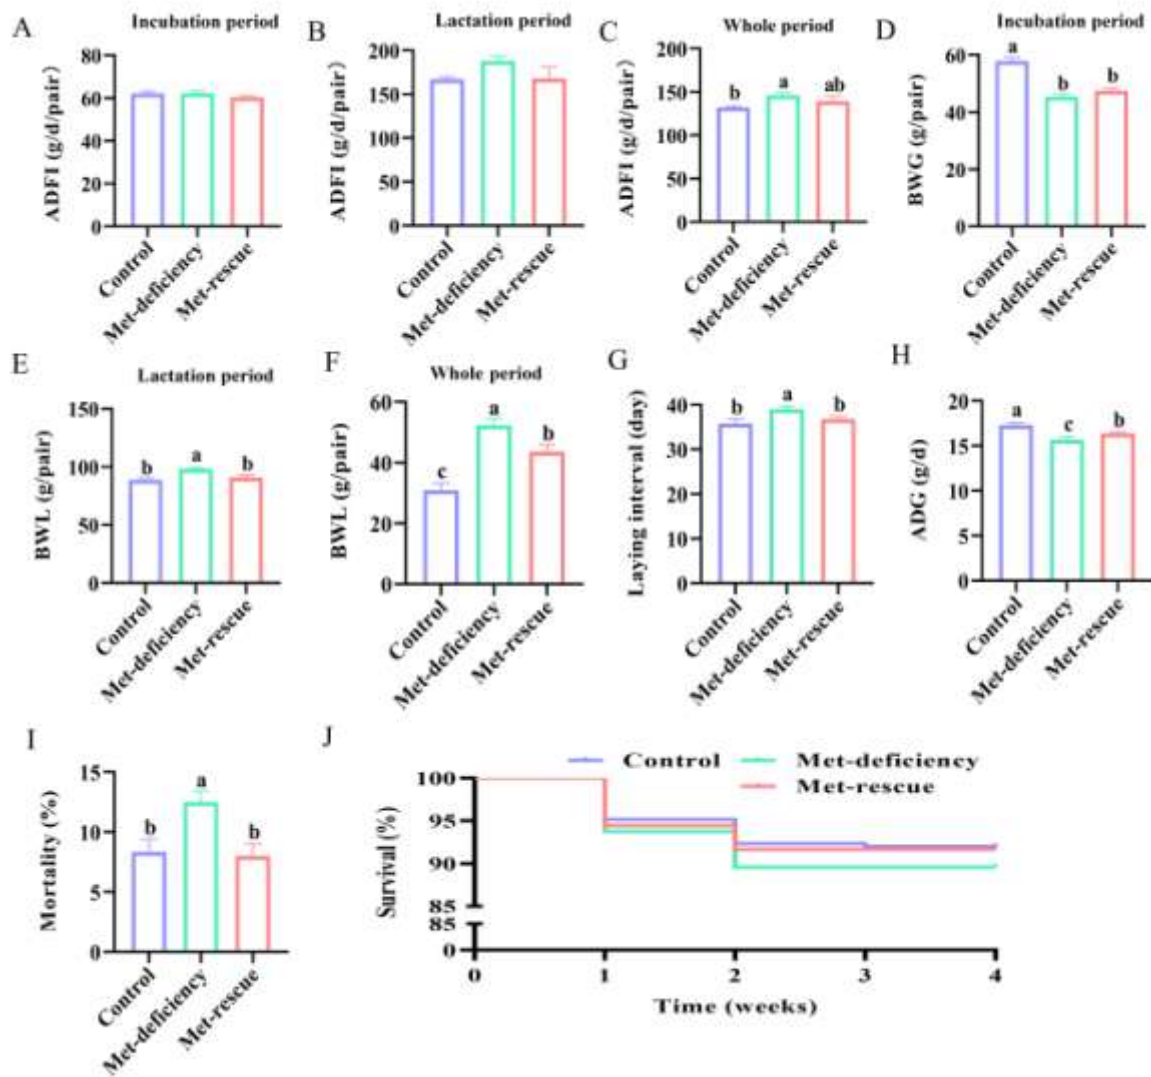 A
Incubation period
ADFI (g/d/pair)
80
60
40
20
0
Control
Met-deficiency
Met-rescue
B
Lactation period
ADFI (g/d/pair)
200
150
100
50
0
Control
Met-deficiency
Met-rescue
C
Whole period
ADFI (g/d/pair)
200
150
100
50
0
b
a
ab
Control
Met-deficiency
Met-rescue
D
Incubation period
BWG (g/pair)
60
40
20
0
a
b
b
Control
Met-deficiency
Met-rescue
E
Lactation period
BWL (g/pair)
150
100
50
0
b
a
b
Control
Met-deficiency
Met-rescue
F
Whole period
BWL (g/pair)
60
40
20
0
c
a
b
Control
Met-deficiency
Met-rescue
G
Laying interval (day)
40
30
20
10
0
b
a
b
Control
Met-deficiency
Met-rescue
H
ADG (g/d)
20
15
10
5
0
a
c
b
Control
Met-deficiency
Met-rescue
I
Mortality (%)
15
10
5
0
b
a
b
Control
Met-deficiency
Met-rescue
J
Control
Met-deficiency
Met-rescue
Survival (%)
100
95
90
85
85
0
0
1
2
3
4
Time (weeks)